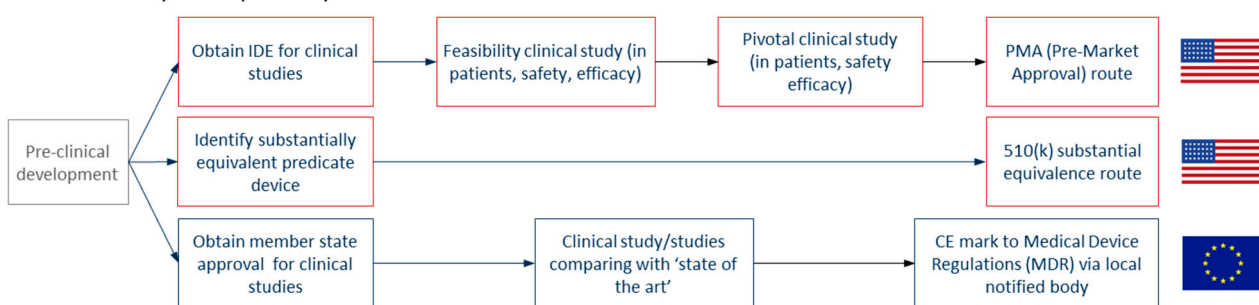 Obtain IDE for clinical
studies
Feasibility clinical study (in
patients, safety, efficacy)
Pivotal clinical study
(in patients, safety
efficacy)
PMA (Pre-Market
Approval) route
Pre-clinical
development
Identify substantially
equivalent predicate
device
510(k) substantial
equivalence route
Obtain member state
approval for clinical
studies
Clinical study/studies
comparing with ‘state of
the art’
CE mark to Medical Device
Regulations (MDR) via local
notified body